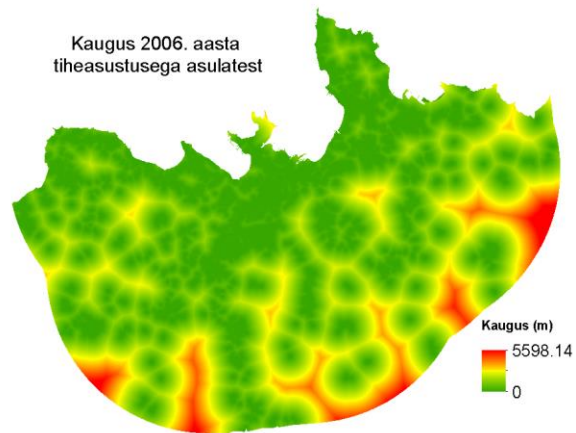 Kaugus 2006. aasta
tiheasustusega asulatest
Kaugus (m)
5598.14
0